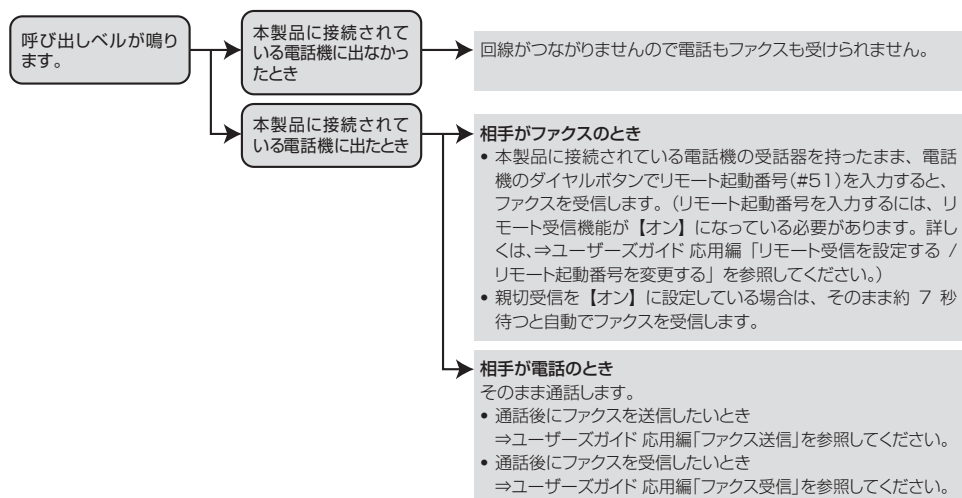 呼び出しベルが鳴り
ます。
本製品に接続されて
いる電話機に出なかっ
たとき
回線がつながりませんので電話もファクスも受けられません。
本製品に接続されて
いる電話機に出たとき
相手がファクスのとき
• 本製品に接続されている電話機の受話器を持ったまま、電話
機のダイヤルボタンでリモート起動番号(#51)を入力すると、
ファクスを受信します。(リモート起動番号を入力するには、リ
モート受信機能が【オン】になっている必要があります。詳し
くは、⇒ユーザーズガイド 応用編「リモート受信を設定する /
リモート起動番号を変更する」を参照してください。)
• 親切受信を【オン】に設定している場合は、そのまま約 7 秒
待つと自動でファクスを受信します。
相手が電話のとき
そのまま通話します。
• 通話後にファクスを送信したいとき
⇒ユーザーズガイド 応用編「ファクス送信」を参照してください。
• 通話後にファクスを受信したいとき
⇒ユーザーズガイド 応用編「ファクス受信」を参照してください。